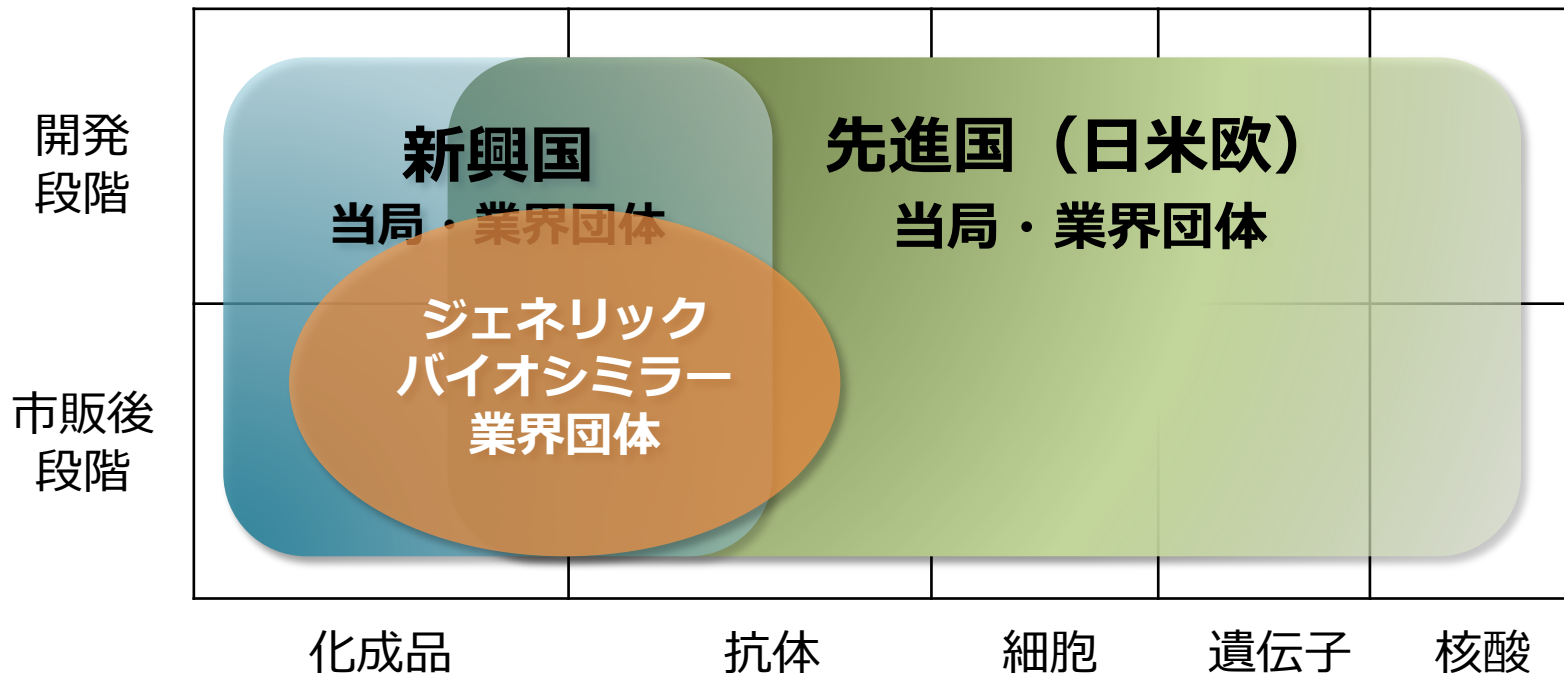 開発
段階
新興国
当局・業界団体
先進国（日米欧）
当局・業界団体
ジェネリック
バイオシミラー
業界団体
市販後
段階
化成品
抗体
細胞
遺伝子
核酸